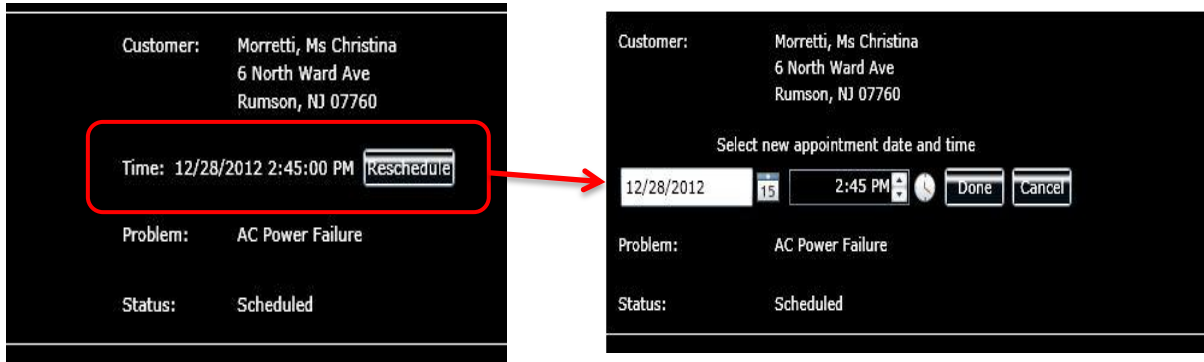 Customer: Morretti, Ms Christina
6 North Ward Ave
Rumson, NJ 07760
Time: 12/28/2012 2:45:00 PM Reschedule
Problem: AC Power Failure
Status: Scheduled
Customer: Morretti, Ms Christina
6 North Ward Ave
Rumson, NJ 07760
Select new appointment date and time
12/28/2012 15 2:45 PM Done Cancel
Problem: AC Power Failure
Status: Scheduled